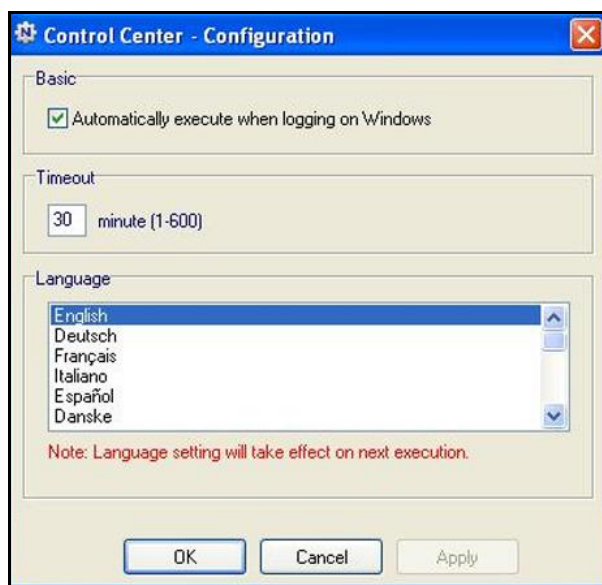 Control Center - Configuration
Basic
Automatically execute when logging on Windows
Timeout
30 minute (1-600)
Language
English
Deutsch
Français
Italiano
Español
Danske
Note: Language setting will take effect on next execution.
OK Cancel Apply